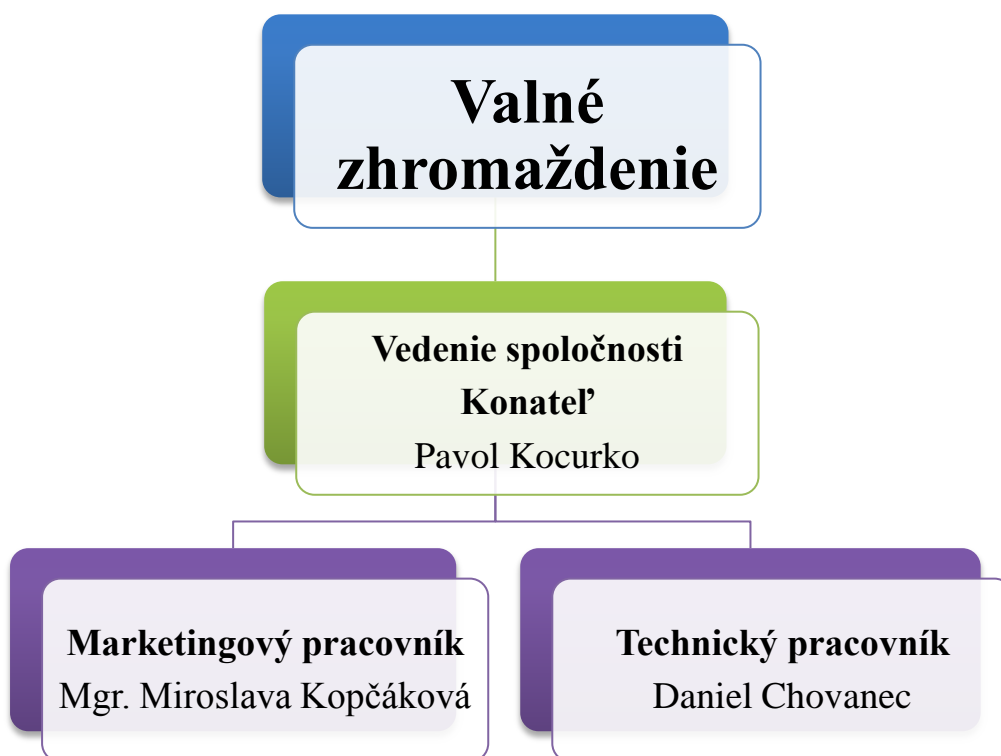 Valné
zhromaždenie
Vedenie spoločnosti
Konateľ
Pavol Kocurko
Marketingový pracovník
Mgr. Miroslava Kopčáková
Technický pracovník
Daniel Chovanec